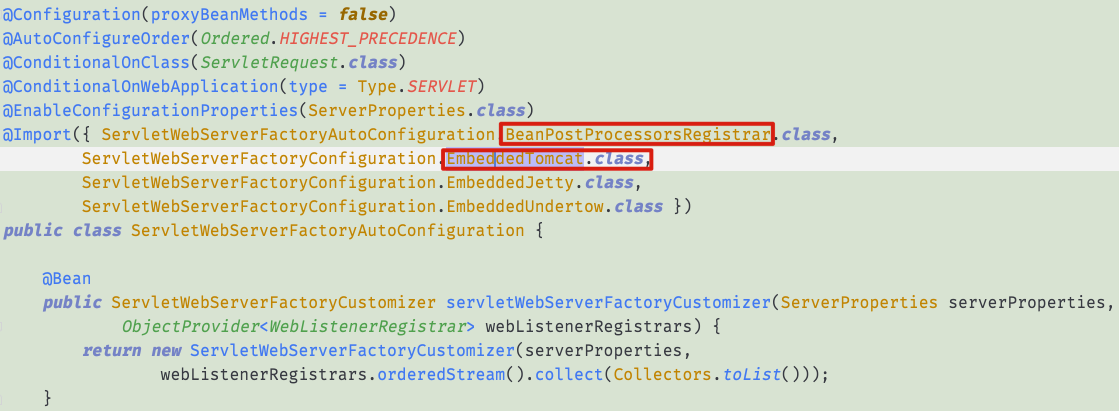 @Configuration(proxyBeanMethods = false)
@AutoConfigureOrder(Ordered.HIGHEST_PRECEDENCE)
@ConditionalOnClass(ServletRequest.class)
@ConditionalOnWebApplication(type = Type.SERVLET)
@EnableConfigurationProperties(ServerProperties.class)
@Import({ ServletWebServerFactoryAutoConfiguration.BeanPostProcessorsRegistrar.class,
ServletWebServerFactoryConfiguration.EmbeddedTomcat.class,
ServletWebServerFactoryConfiguration.EmbeddedJetty.class,
ServletWebServerFactoryConfiguration.EmbeddedUndertow.class })
public class ServletWebServerFactoryAutoConfiguration {
@Bean
public ServletWebServerFactoryCustomizer servletWebServerFactoryCustomizer(ServerProperties serverProperties,
ObjectProvider<WebListenerRegistrar> webListenerRegistrars) {
return new ServletWebServerFactoryCustomizer(serverProperties,
webListenerRegistrars.orderedStream().collect(Collectors.toList()));
}